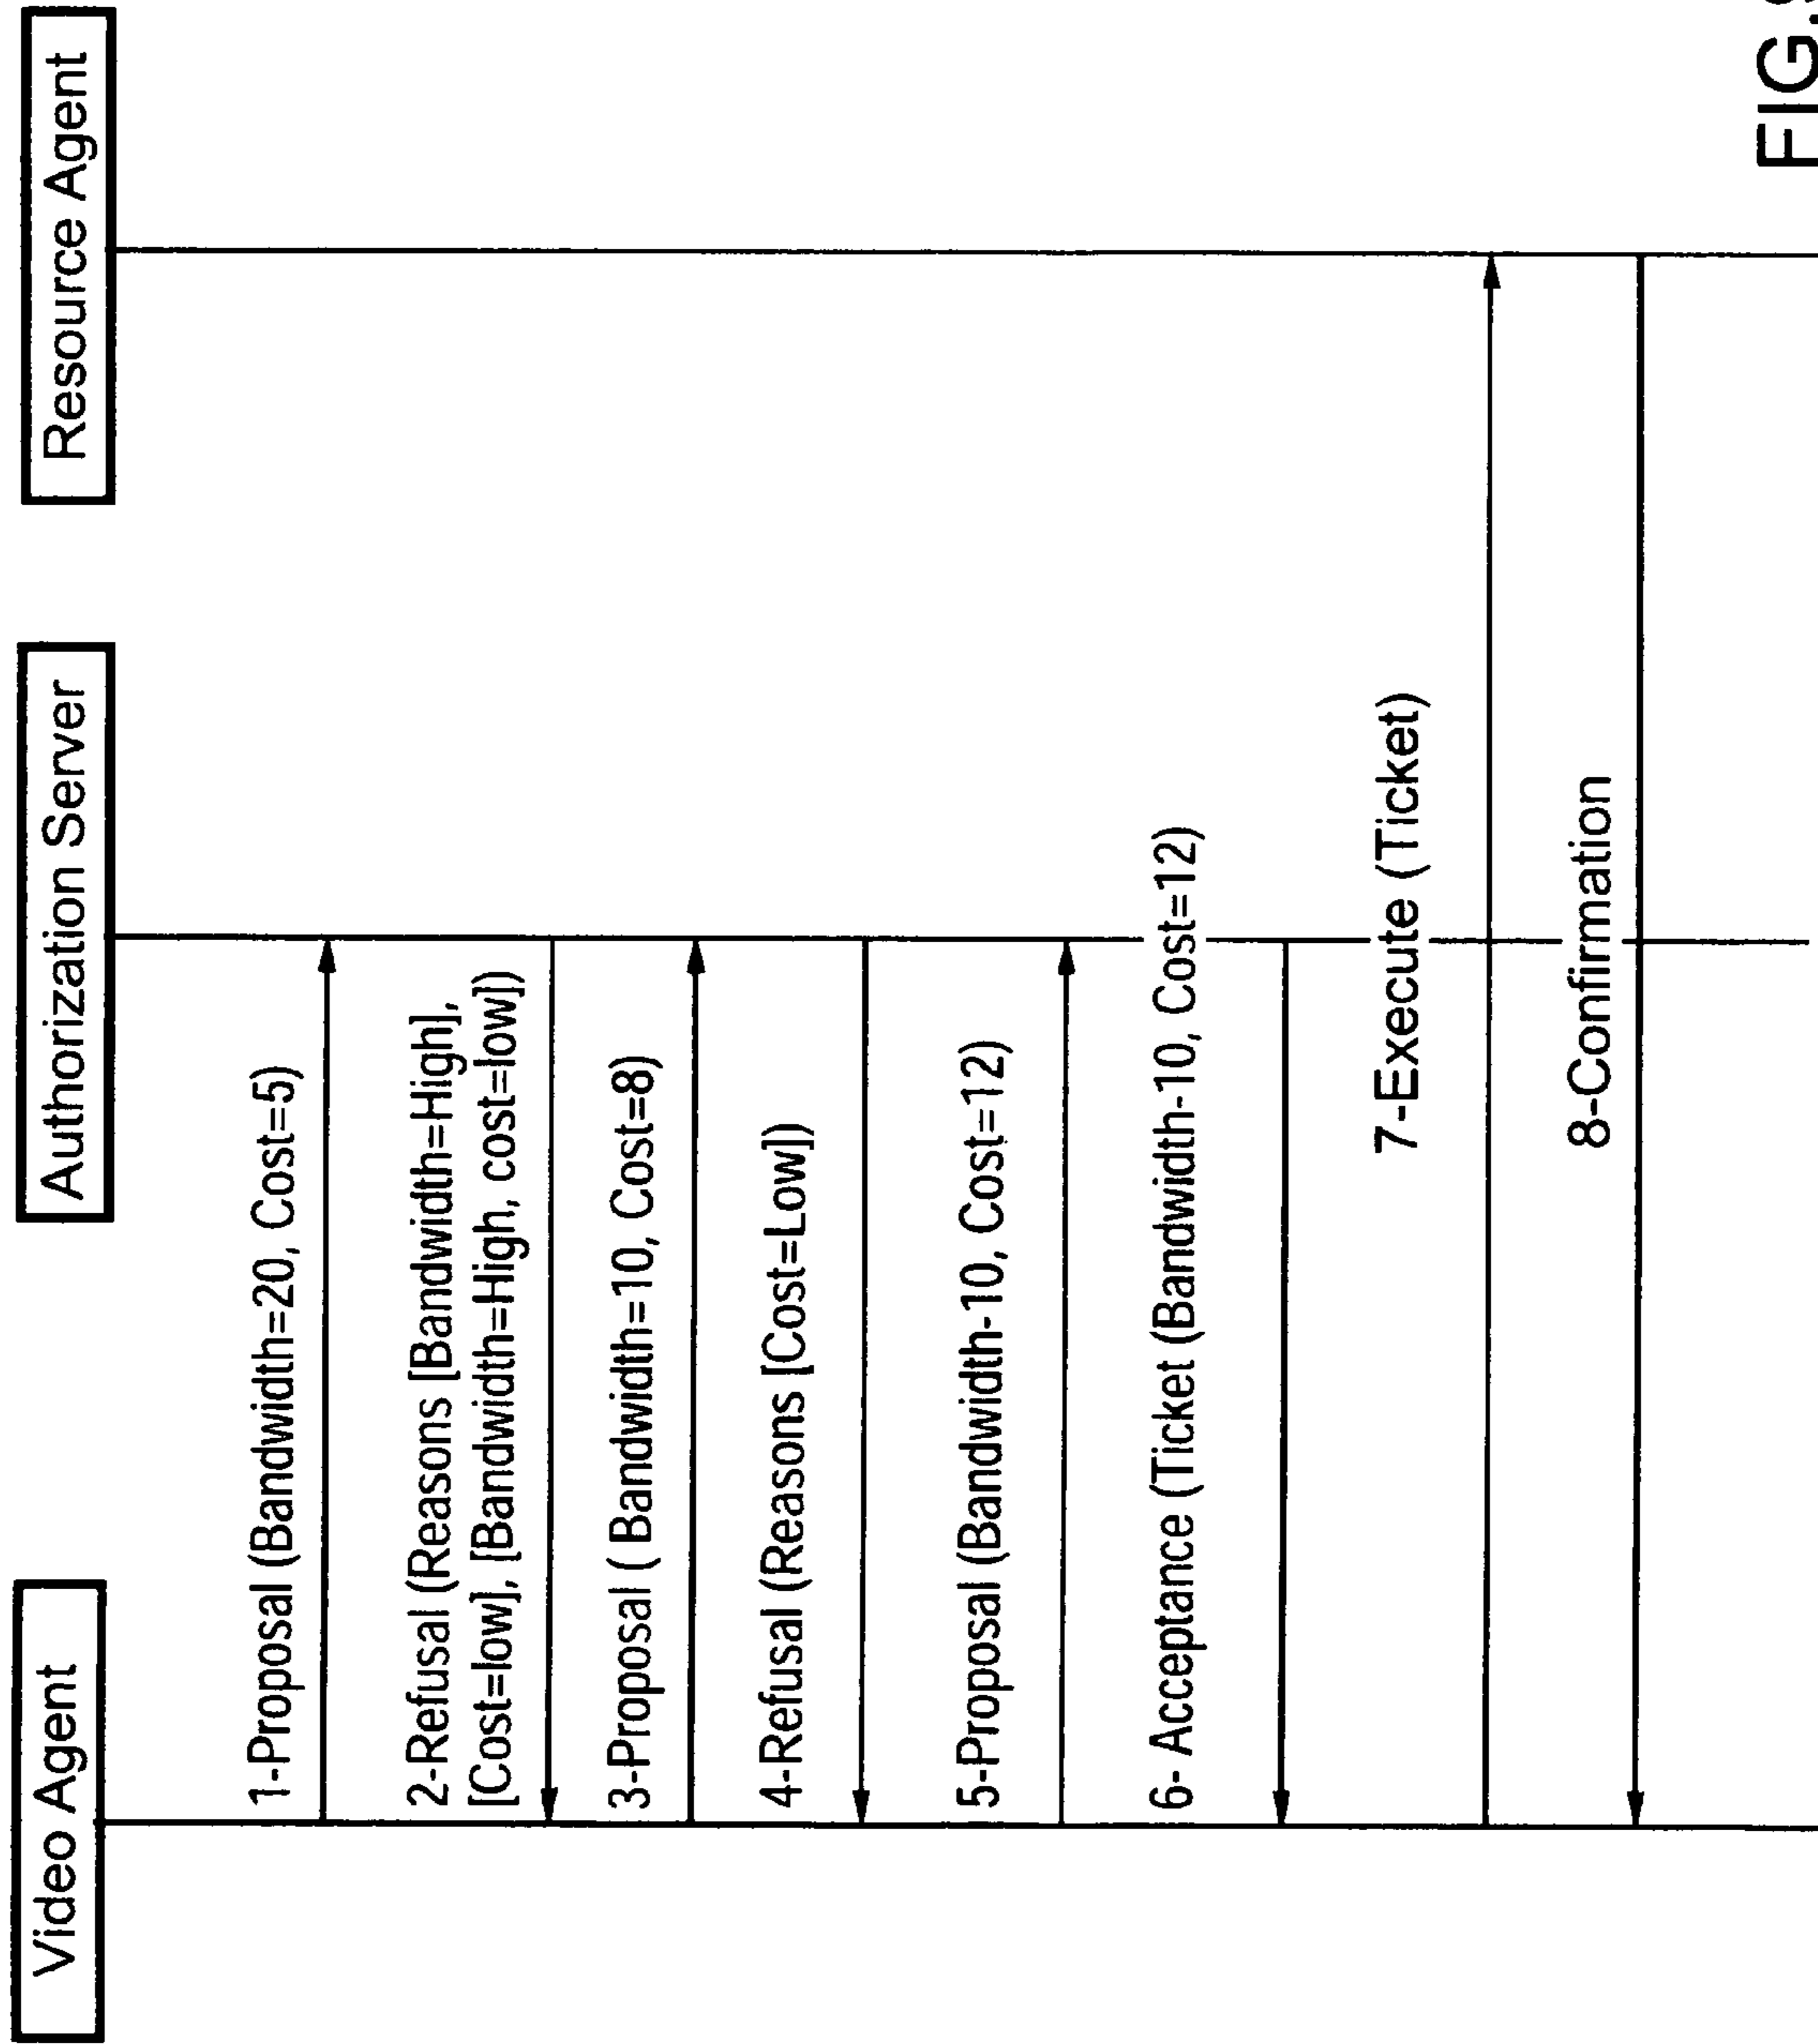 Video Agent
Authorization Server
Resource Agent
1-Proposal (Bandwidth=20, Cost=5)
2-Refusal (Reasons [Bandwidth=High],
[Cost=low], [Bandwidth=High, cost=low])
3-Proposal ( Bandwidth=10, Cost=8)
4-Refusal (Reasons [Cost=Low])
5-Proposal (Bandwidth-10, Cost=12)
6- Acceptance (Ticket (Bandwidth-10, Cost=12)
7-Execute (Ticket)
8-Confirmation
FIG.